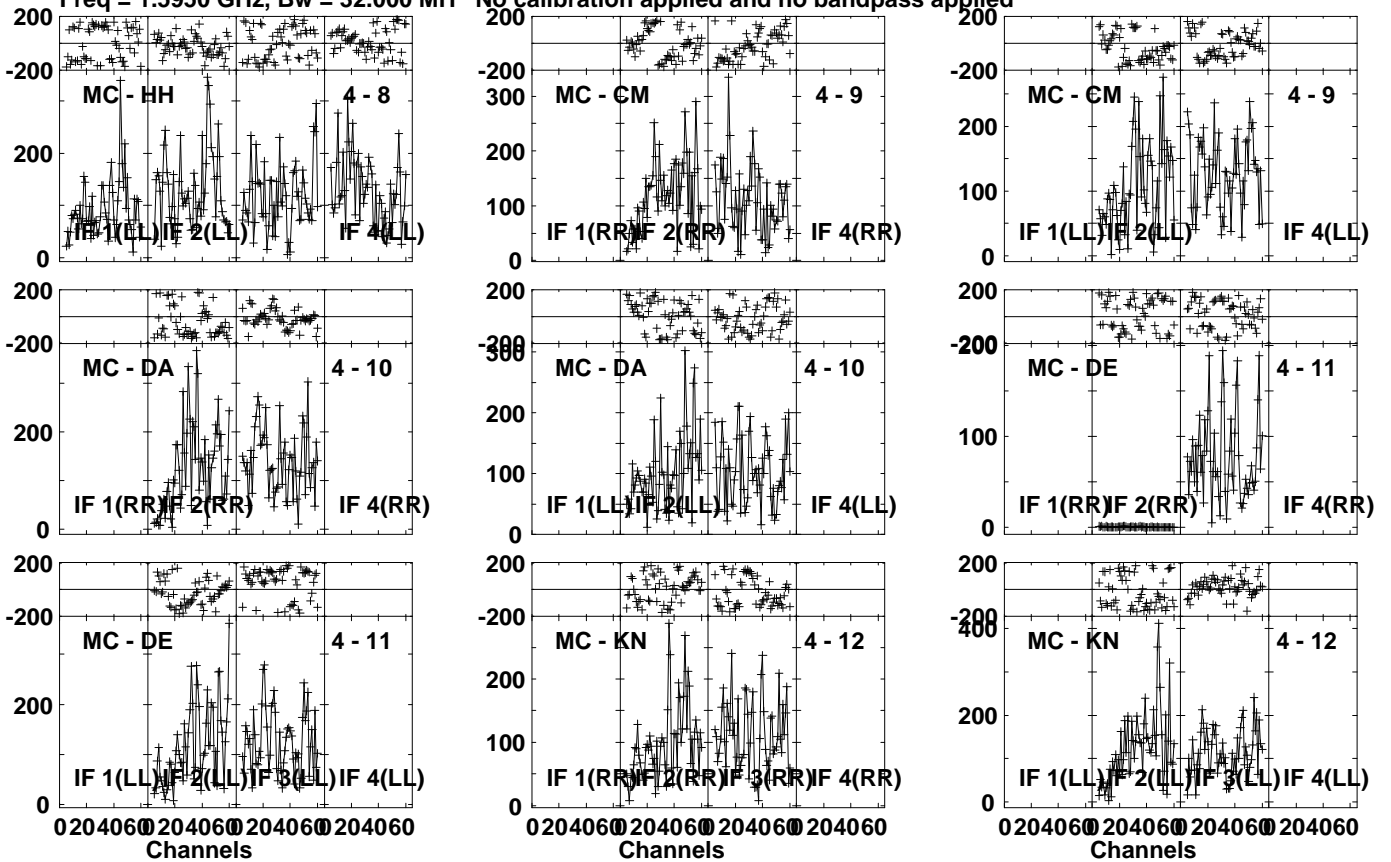 Freq = 1.5950 GHz, Bw = 32.000 MH No calibration applied and no bandpass applied
200
-200
MC - HH 4 - 8
200
0
IF 1(LL) IF 2(LL) IF 4(LL)
200
-200
MC - CM 4 - 9
300
200
100
0
IF 1(RR) IF 2(RR) IF 4(RR)
200
-200
MC - CM 4 - 9
200
100
0
IF 1(LL) IF 2(LL) IF 4(LL)
200
-200
MC - DA 4 - 10
200
0
IF 1(RR) IF 2(RR) IF 4(RR)
200
-200
300
MC - DA 4 - 10
200
100
0
IF 1(LL) IF 2(LL) IF 4(LL)
200
-200
200
MC - DE 4 - 11
100
0
IF 1(RR) IF 2(RR) IF 4(RR)
200
-200
MC - DE 4 - 11
200
0
IF 1(LL) IF 2(LL) IF 3(LL) IF 4(LL)
0 20 40 60 0 20 40 60 0 20 40 60 0 20 40 60
Channels
200
-200
MC - KN 4 - 12
200
100
0
IF 1(RR) IF 2(RR) IF 3(RR) IF 4(RR)
0 20 40 60 0 20 40 60 0 20 40 60 0 20 40 60
Channels
200
-200
400
MC - KN 4 - 12
200
0
IF 1(LL) IF 2(LL) IF 3(LL) IF 4(LL)
0 20 40 60 0 20 40 60 0 20 40 60 0 20 40 60
Channels